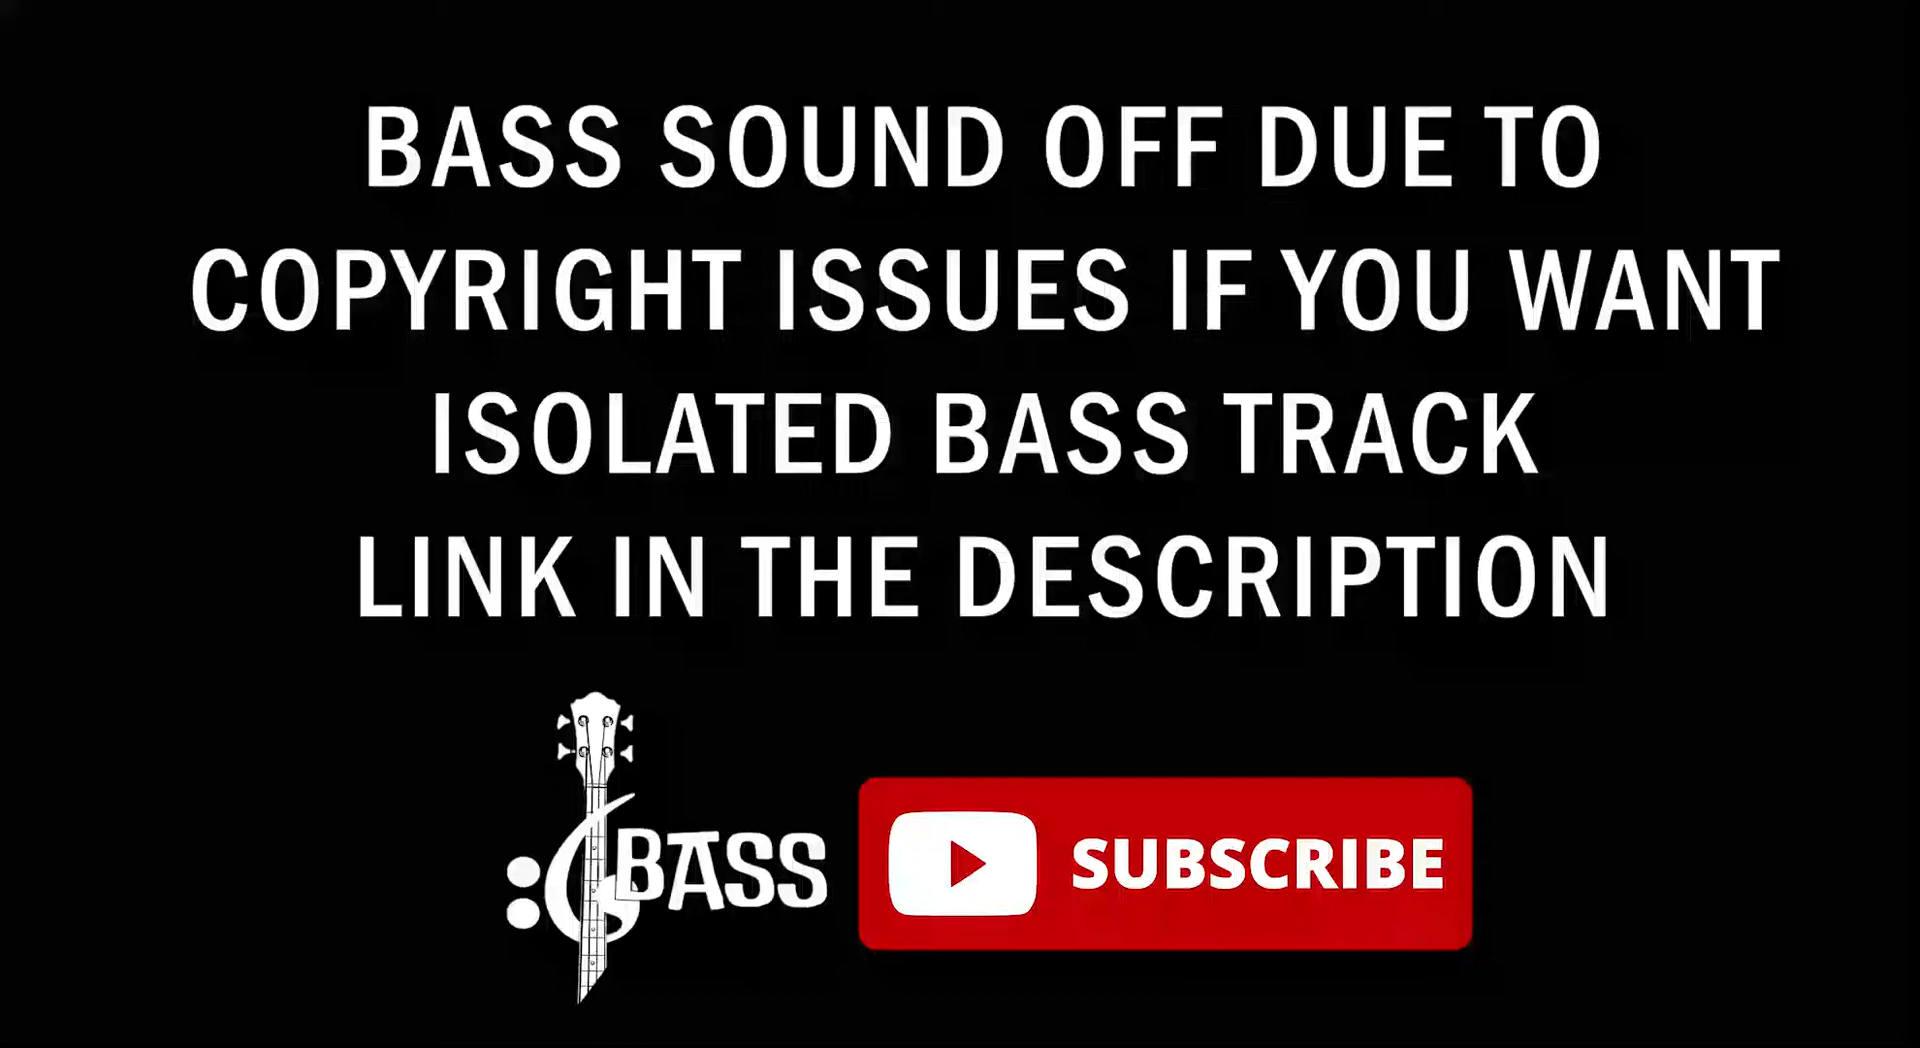 BASS SOUND OFF DUE TO
COPYRIGHT ISSUES IF YOU WANT
ISOLATED BASS TRACK
LINK IN THE DESCRIPTION
BASS
SUBSCRIBE